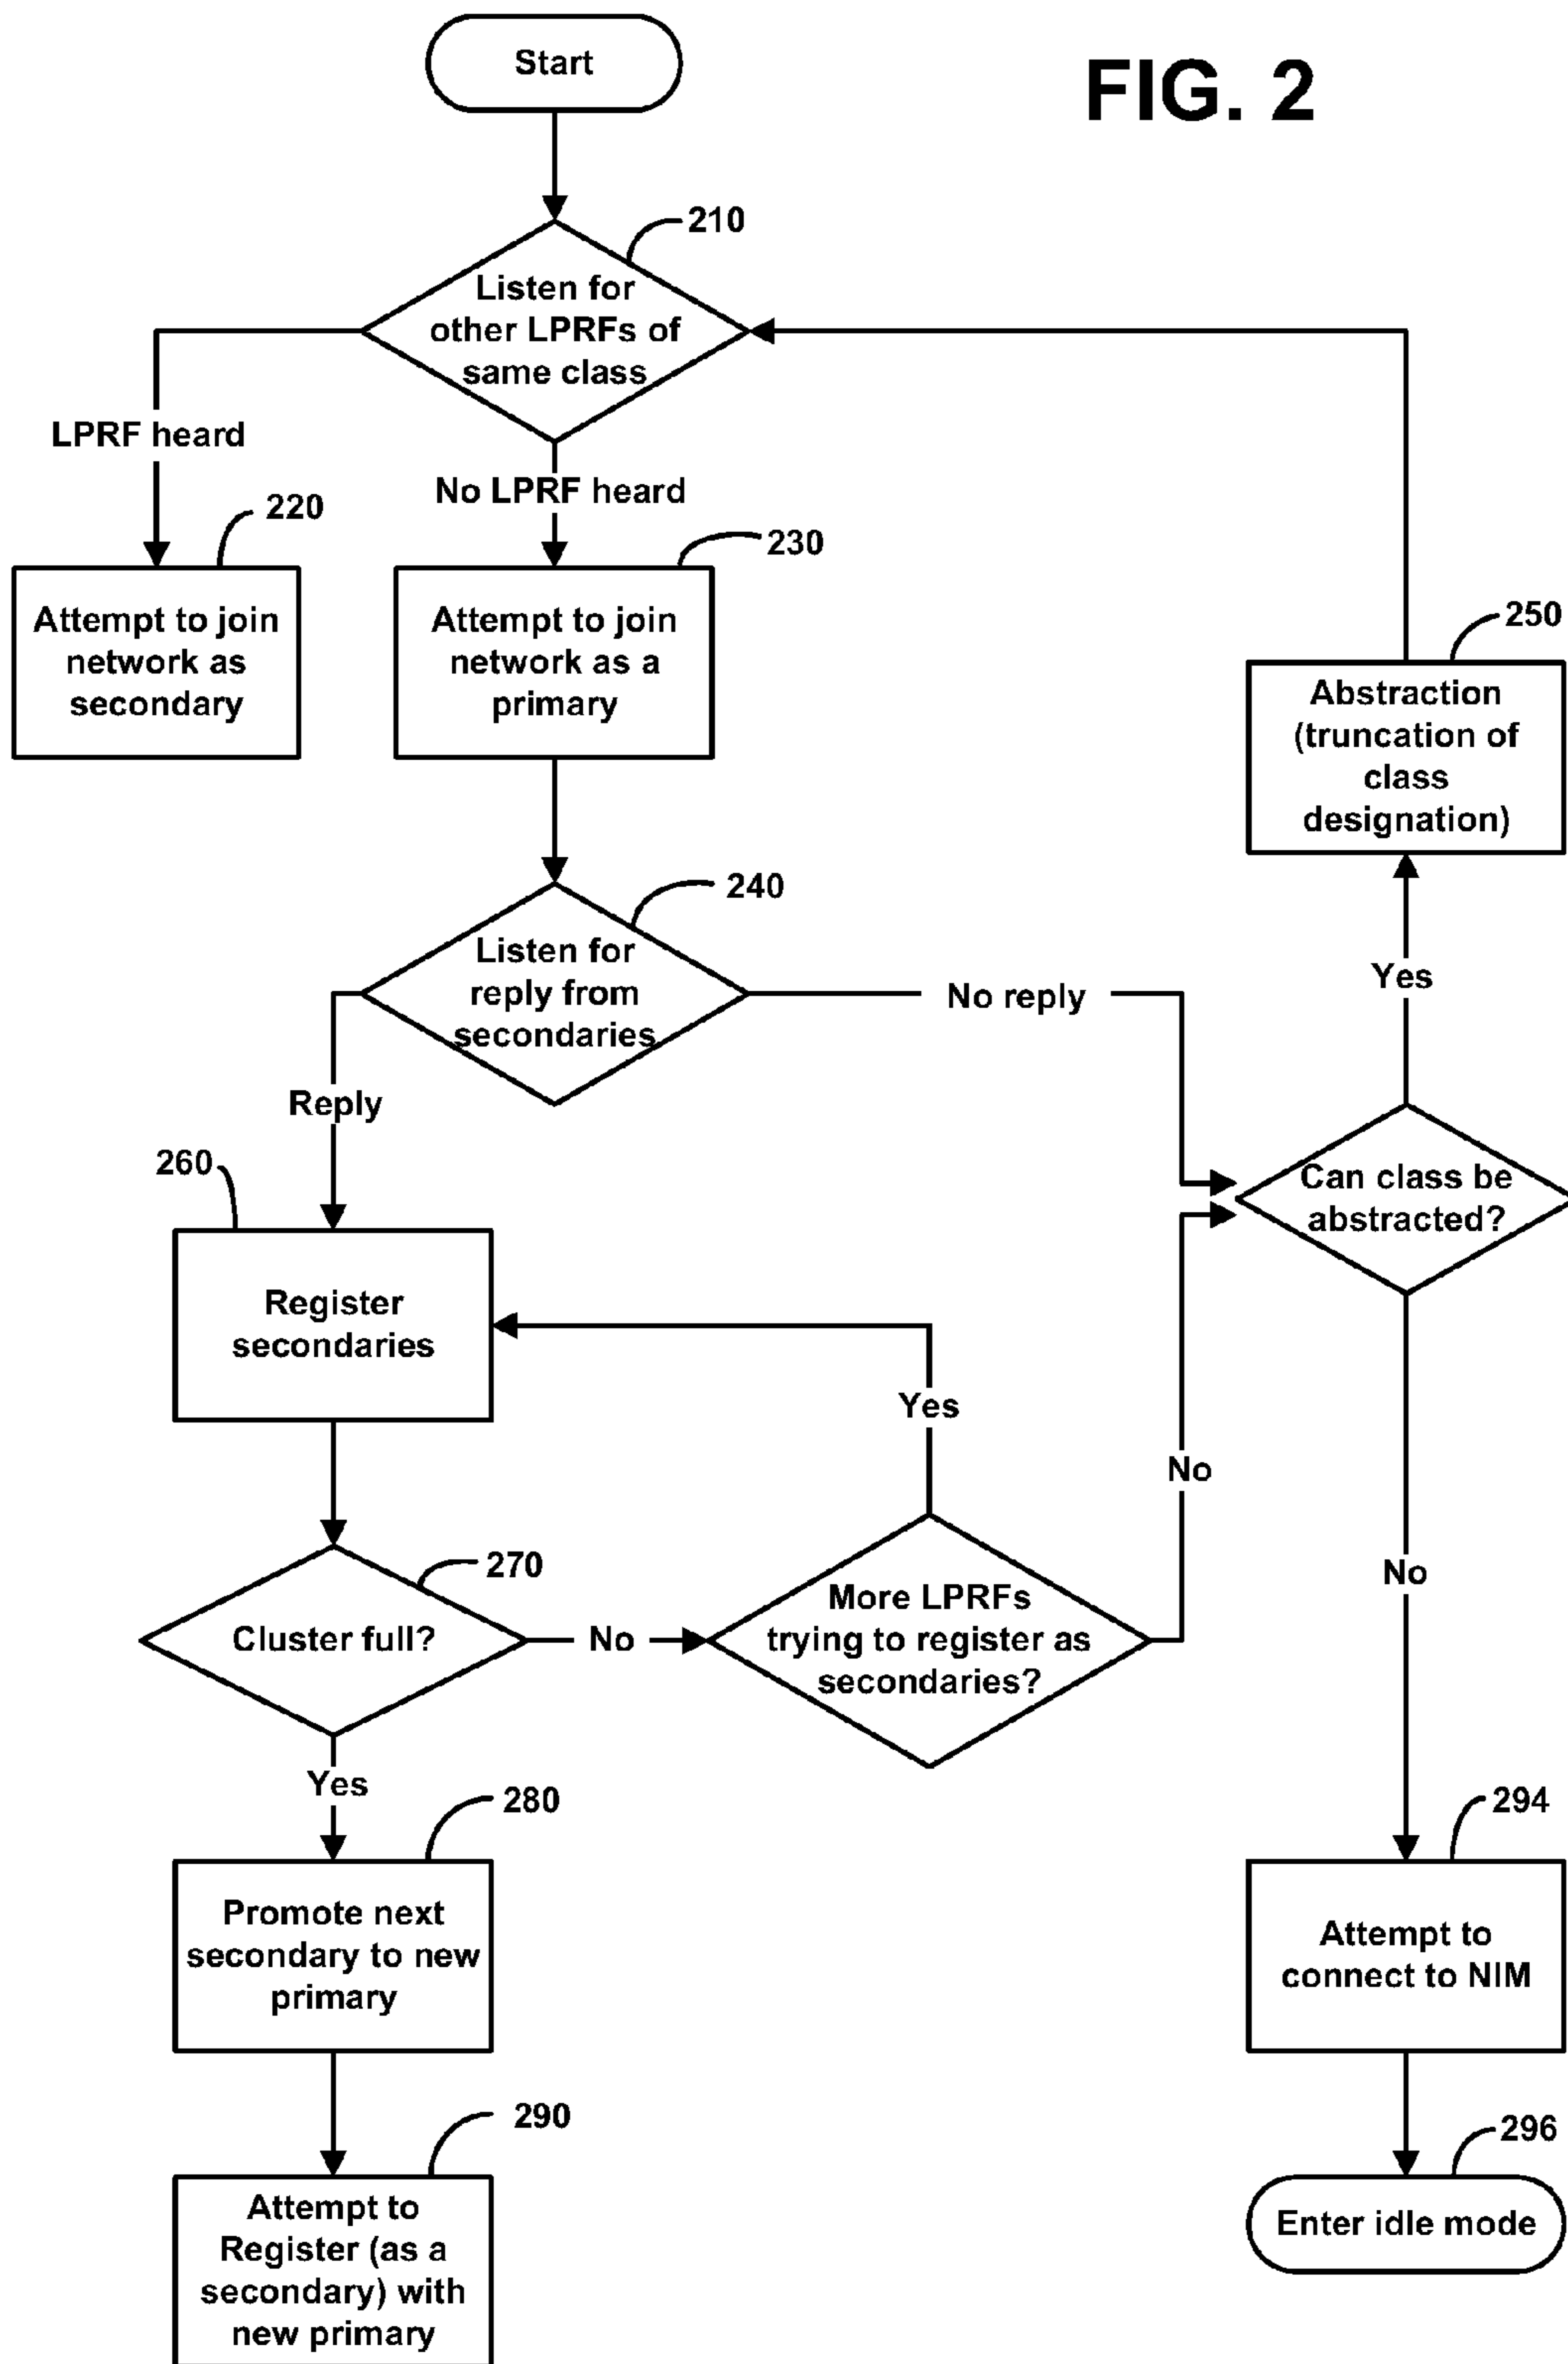 Start
FIG. 2
210
Listen for
other LPRFs of
same class
LPRF heard
No LPRF heard
220
230
Attempt to join
network as
secondary
Attempt to join
network as a
primary
250
Abstraction
(truncation of
class
designation)
240
Listen for
reply from
secondaries
No reply
Yes
Reply
260
Can class be
abstracted?
Register
secondaries
Yes
No
No
270
Cluster full?
No
More LPRFs
trying to register as
secondaries?
Yes
280
294
Promote next
secondary to new
primary
Attempt to
connect to NIM
290
296
Attempt to
Register (as a
secondary) with
new primary
Enter idle mode